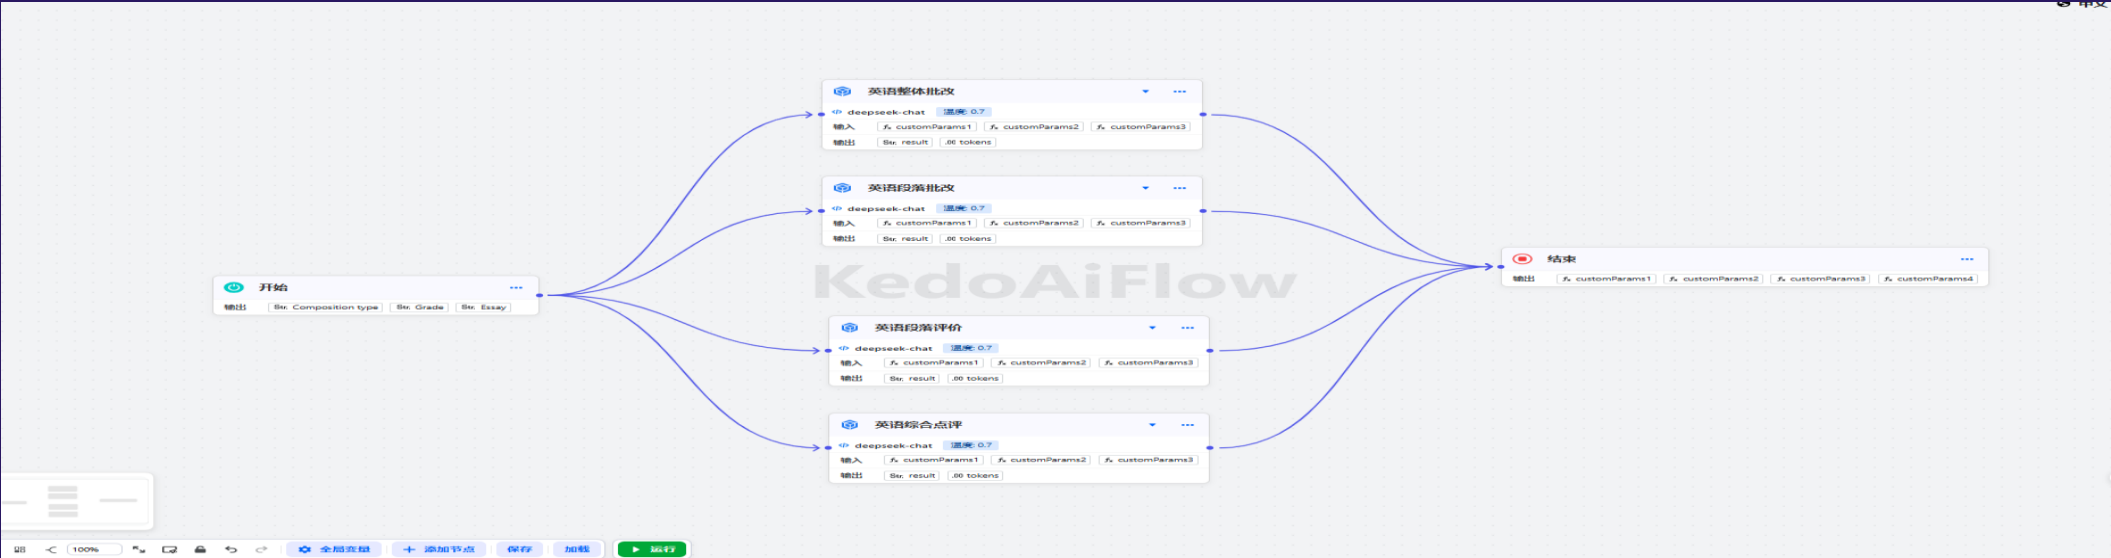 中文
英语整体批改
deepseek-chat 温度: 0.7
输入 customParams1 customParams2 customParams3
输出 Str. result .00 tokens
英语段落批改
deepseek-chat 温度: 0.7
输入 customParams1 customParams2 customParams3
输出 Str. result .00 tokens
结束
输出 customParams1 customParams2 customParams3 customParams4
KedoAiFlow
开始
输出 Str. Composition type Str. Grade Str. Essay
英语段落评价
deepseek-chat 温度: 0.7
输入 customParams1 customParams2 customParams3
输出 Str. result .00 tokens
英语综合点评
deepseek-chat 温度: 0.7
输入 customParams1 customParams2 customParams3
输出 Str. result .00 tokens
100% 全局变量 添加节点 保存 加载 运行